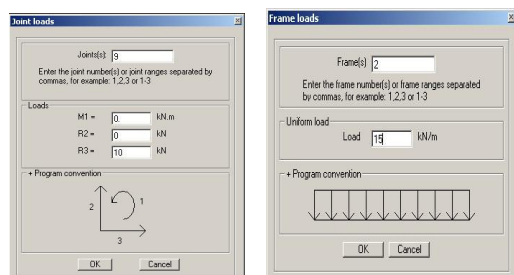 Joint loads
Joints(s): 9
Enter the joint number(s) or joint ranges separated by
commas, for example: 1,2,3 or 1-3
Loads
M1 = 0. kN.m
R2 = 0 kN
R3 = 10 kN
+ Program convention
2
1
3
OK Cancel
Frame loads
Frame(s) 2
Enter the frame number(s) or frame ranges separated
by commas, for example: 1,2,3 or 1-3
Uniform load
Load 15 kN/m
+ Program convention
OK Cancel